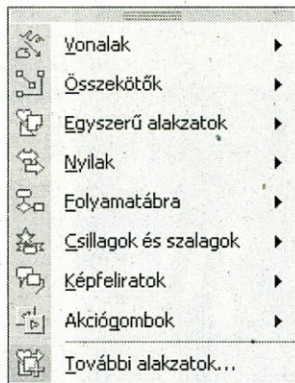 Vonalak
Összekötők
Egyszerű alakzatok
Nyilak
Folyamatábra
Csillagok és szalagok
Képfeliratok
Akciógombok
További alakzatok...